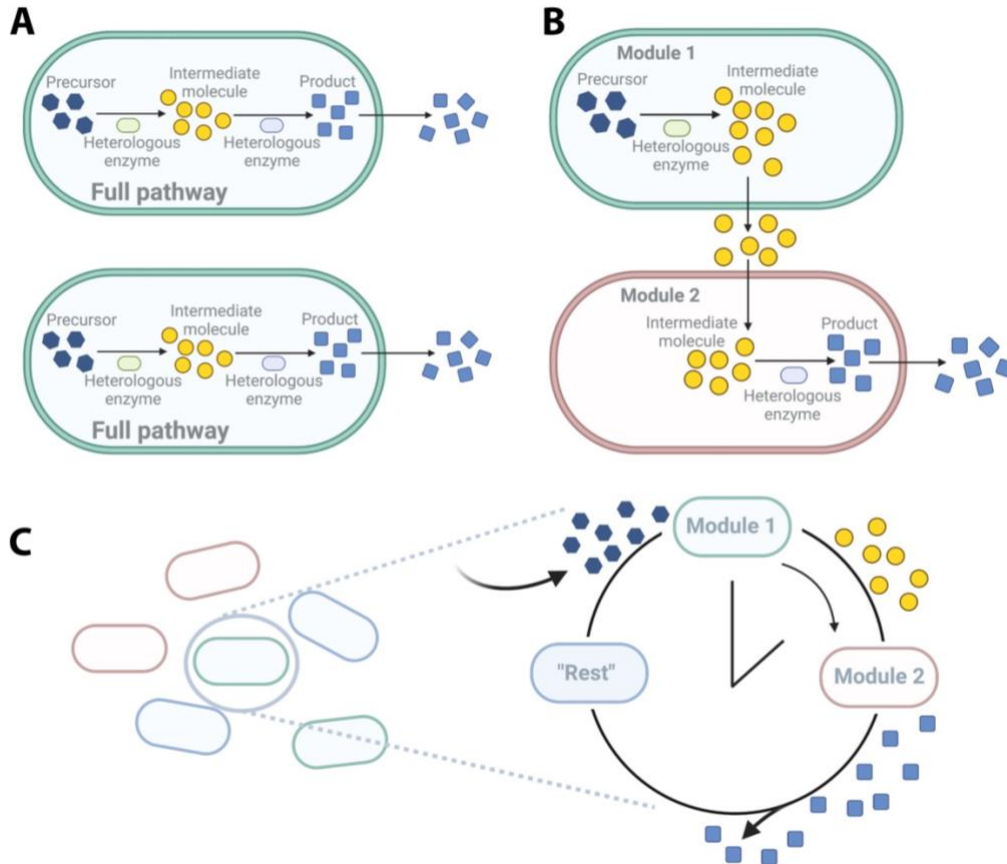 A
Precursor
Intermediate
molecule
Product
Heterologous
enzyme
Heterologous
enzyme
Full pathway
Precursor
Intermediate
molecule
Product
Heterologous
enzyme
Heterologous
enzyme
Full pathway
B
Module 1
Precursor
Intermediate
molecule
Heterologous
enzyme
Module 2
Intermediate
molecule
Product
Heterologous
enzyme
C
Module 1
"Rest"
Module 2